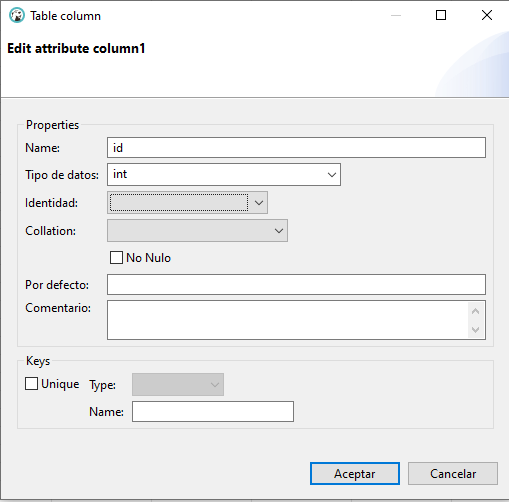 Table column
Edit attribute column1
Properties
Name: id
Tipo de datos: int
Identidad:
Collation:
No Nulo
Por defecto:
Comentario:
Keys
Unique Type:
Name:
Aceptar Cancelar